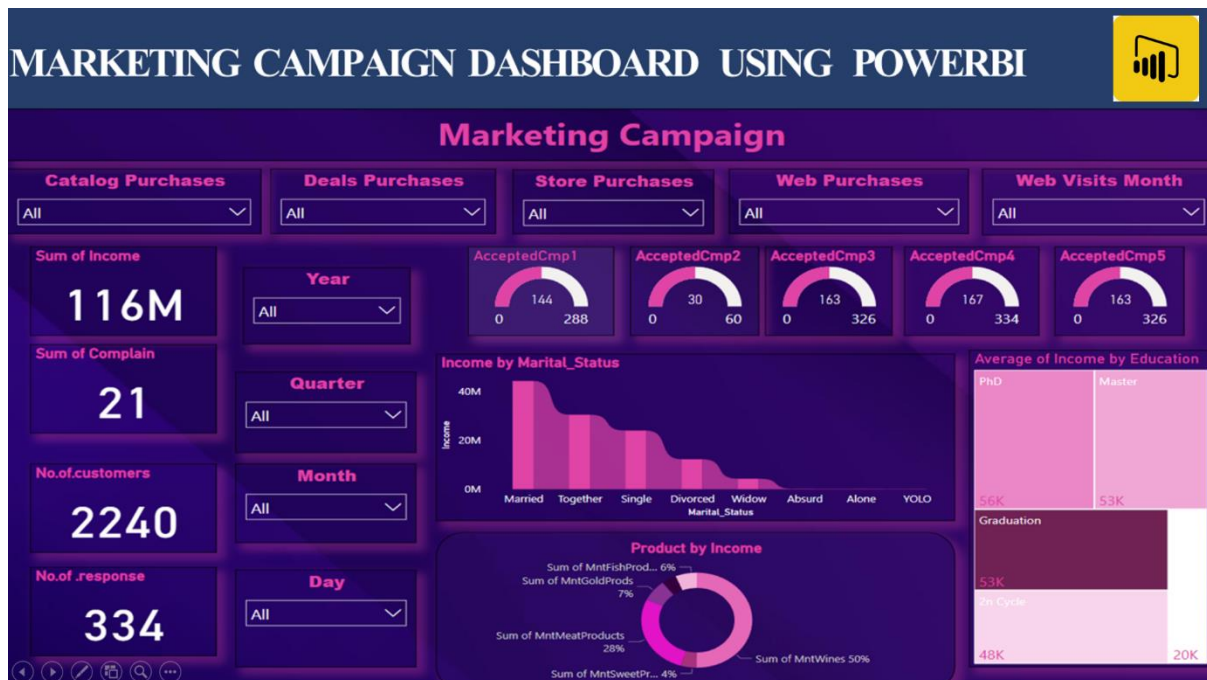 MARKETING CAMPAIGN DASHBOARD USING POWERBI
Marketing Campaign
Catalog Purchases
All
Deals Purchases
All
Store Purchases
All
Web Purchases
All
Web Visits Month
All
Sum of Income
116M
Sum of Complain
21
No.of.customers
2240
No.of .response
334
Year
All
Quarter
All
Month
All
Day
All
AcceptedCmp1
144
0 288
AcceptedCmp2
30
0 60
AcceptedCmp3
163
0 326
AcceptedCmp4
167
0 334
AcceptedCmp5
163
0 326
Income by Marital_Status
Income
40M
20M
0M
Married Together Single Divorced Widow Absurd Alone YOLO
Marital_Status
Product by Income
Sum of MntFishProd... 6%
Sum of MntGoldProds
7%
Sum of MntMeatProducts
28%
Sum of MntSweetPr... 4%
Sum of MntWines 50%
Average of Income by Education
PhD
56K
Master
53K
Graduation
53K
2n Cycle
48K
20K